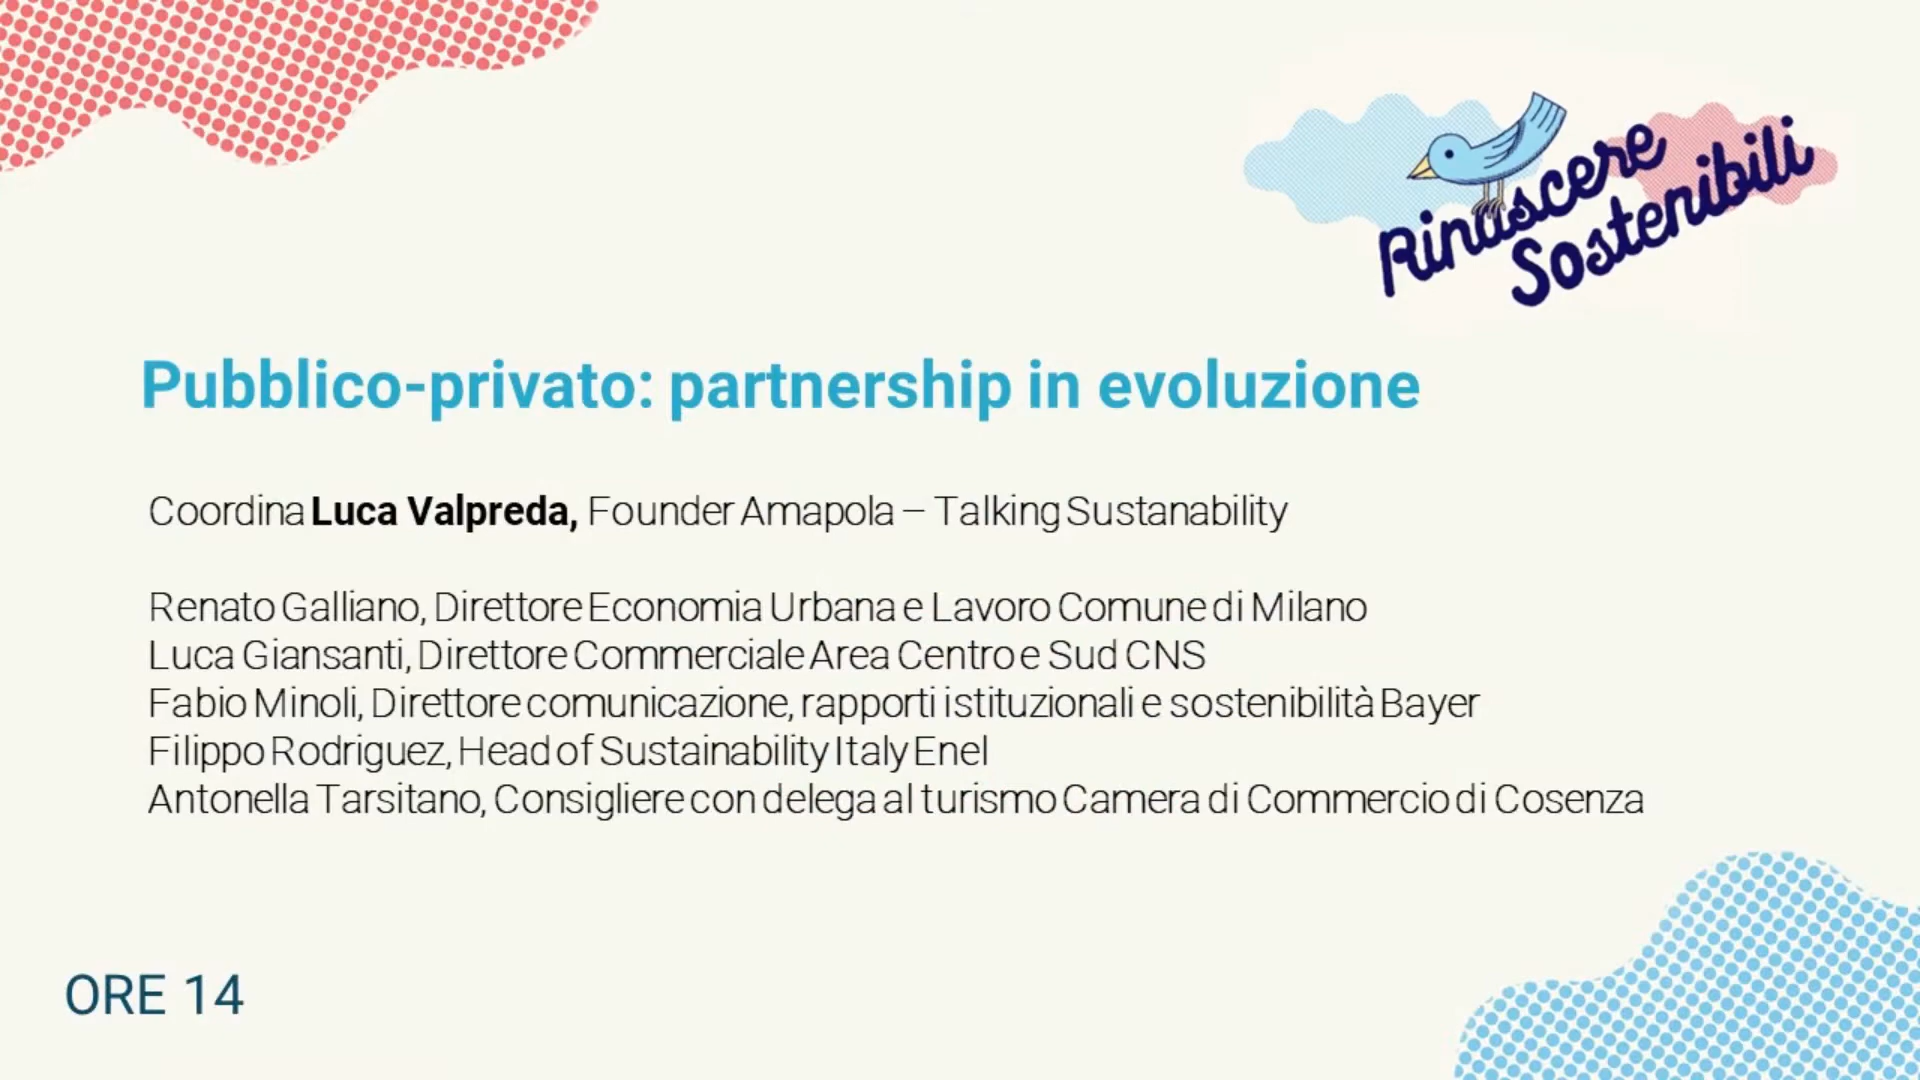 Rinascere
Sostenibili
Pubblico-privato: partnership in evoluzione
Coordina Luca Valpreda, Founder Amapola – Talking Sustanability
Renato Galliano, Direttore Economia Urbana e Lavoro Comune di Milano
Luca Giansanti, Direttore Commerciale Area Centro e Sud CNS
Fabio Minoli, Direttore comunicazione, rapporti istituzionali e sostenibilità Bayer
Filippo Rodriguez, Head of Sustainability Italy Enel
Antonella Tarsitano, Consigliere con delega al turismo Camera di Commercio di Cosenza
ORE 14